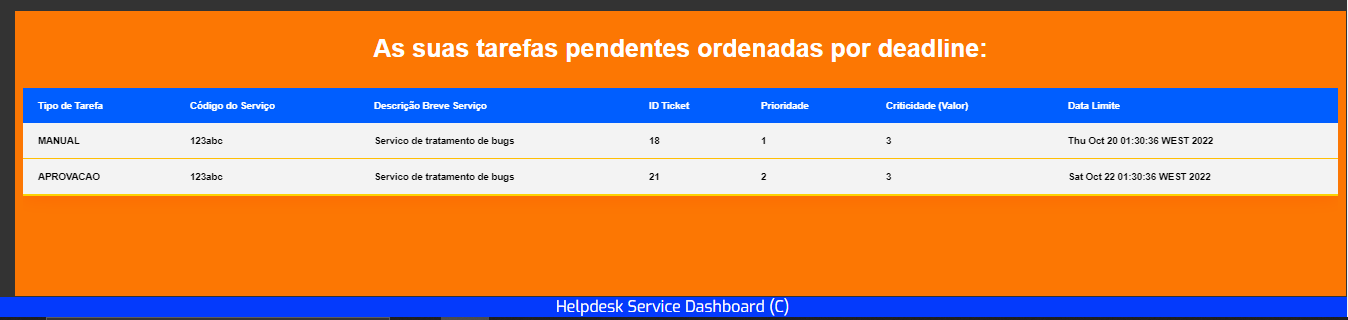 As suas tarefas pendentes ordenadas por deadline:
Tipo de Tarefa Código do Serviço Descrição Breve Serviço ID Ticket Prioridade Criticidade (Valor) Data Limite
MANUAL 123abc Servico de tratamento de bugs 18 1 3 Thu Oct 20 01:30:36 WEST 2022
APROVACAO 123abc Servico de tratamento de bugs 21 2 3 Sat Oct 22 01:30:36 WEST 2022
Helpdesk Service Dashboard (C)